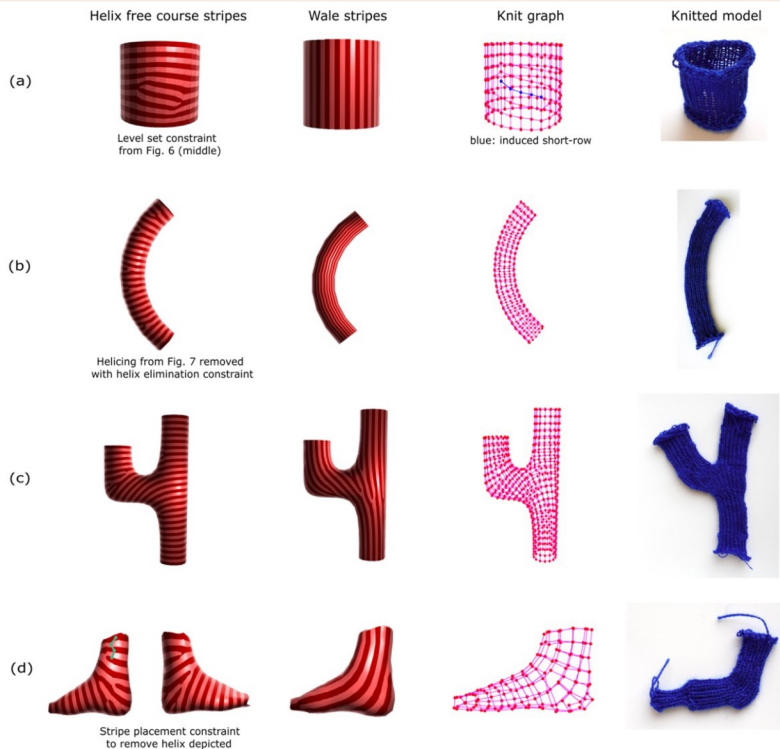 Helix free course stripes
Wale stripes
Knit graph
Knitted model
(a)
Level set constraint
from Fig. 6 (middle)
blue: induced short-row
(b)
Helicing from Fig. 7 removed
with helix elimination constraint
(c)
(d)
Stripe placement constraint
to remove helix depicted